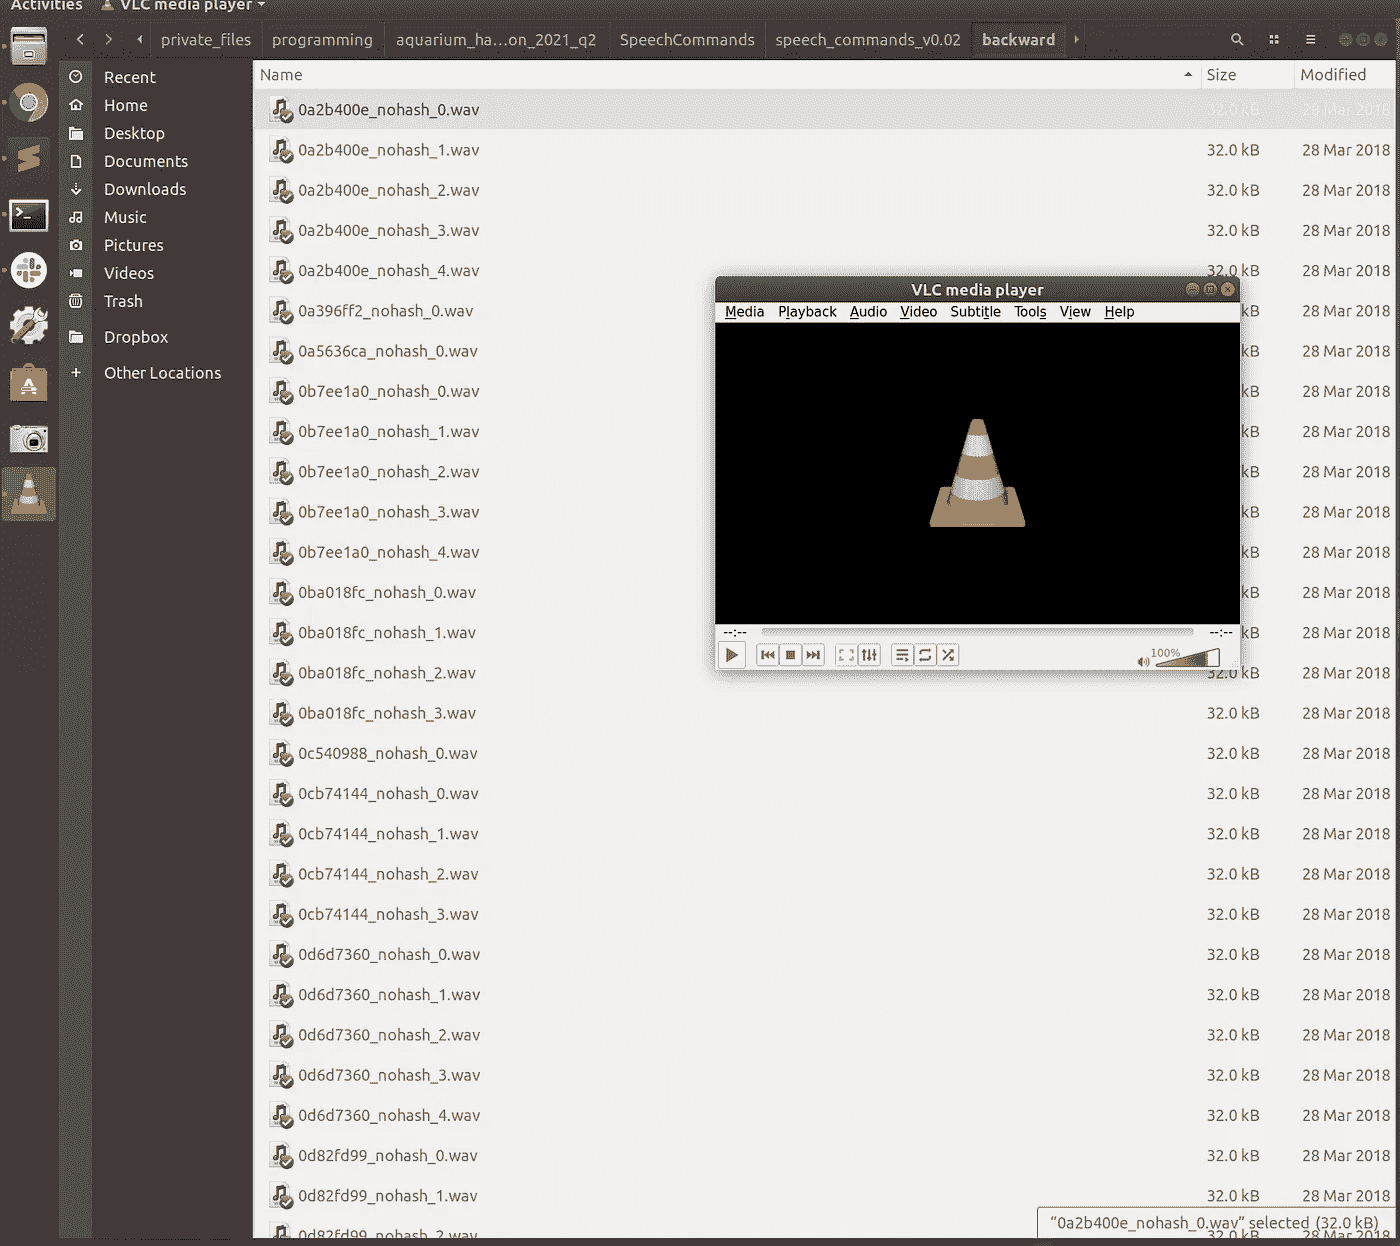 Activities VLC media player
private_files programming aquarium_ha...on_2021_q2 SpeechCommands speech_commands_v0.02 backward
Recent
Home
Desktop
Documents
Downloads
Music
Pictures
Videos
Trash
Dropbox
Other Locations
Name Size Modified
0a2b400e_nohash_0.wav 32.0 kB 28 Mar 2018
0a2b400e_nohash_1.wav 32.0 kB 28 Mar 2018
0a2b400e_nohash_2.wav 32.0 kB 28 Mar 2018
0a2b400e_nohash_3.wav 32.0 kB 28 Mar 2018
0a2b400e_nohash_4.wav 32.0 kB 28 Mar 2018
0a396ff2_nohash_0.wav kB 28 Mar 2018
0a5636ca_nohash_0.wav kB 28 Mar 2018
0b7ee1a0_nohash_0.wav kB 28 Mar 2018
0b7ee1a0_nohash_1.wav kB 28 Mar 2018
0b7ee1a0_nohash_2.wav kB 28 Mar 2018
0b7ee1a0_nohash_3.wav kB 28 Mar 2018
0b7ee1a0_nohash_4.wav kB 28 Mar 2018
0ba018fc_nohash_0.wav kB 28 Mar 2018
0ba018fc_nohash_1.wav kB 28 Mar 2018
0ba018fc_nohash_2.wav 32.0 kB 28 Mar 2018
0ba018fc_nohash_3.wav 32.0 kB 28 Mar 2018
0c540988_nohash_0.wav 32.0 kB 28 Mar 2018
0cb74144_nohash_0.wav 32.0 kB 28 Mar 2018
0cb74144_nohash_1.wav 32.0 kB 28 Mar 2018
0cb74144_nohash_2.wav 32.0 kB 28 Mar 2018
0cb74144_nohash_3.wav 32.0 kB 28 Mar 2018
0d6d7360_nohash_0.wav 32.0 kB 28 Mar 2018
0d6d7360_nohash_1.wav 32.0 kB 28 Mar 2018
0d6d7360_nohash_2.wav 32.0 kB 28 Mar 2018
0d6d7360_nohash_3.wav 32.0 kB 28 Mar 2018
0d6d7360_nohash_4.wav 32.0 kB 28 Mar 2018
0d82fd99_nohash_0.wav 32.0 kB 28 Mar 2018
0d82fd99_nohash_1.wav 32.0 kB 28 Mar 2018
0d82fd99_nohash_2.wav 32.0 kB 28 Mar 2018
VLC media player
Media Playback Audio Video Subtitle Tools View Help
--:-- --:--
100%
"0a2b400e_nohash_0.wav" selected (32.0 kB)